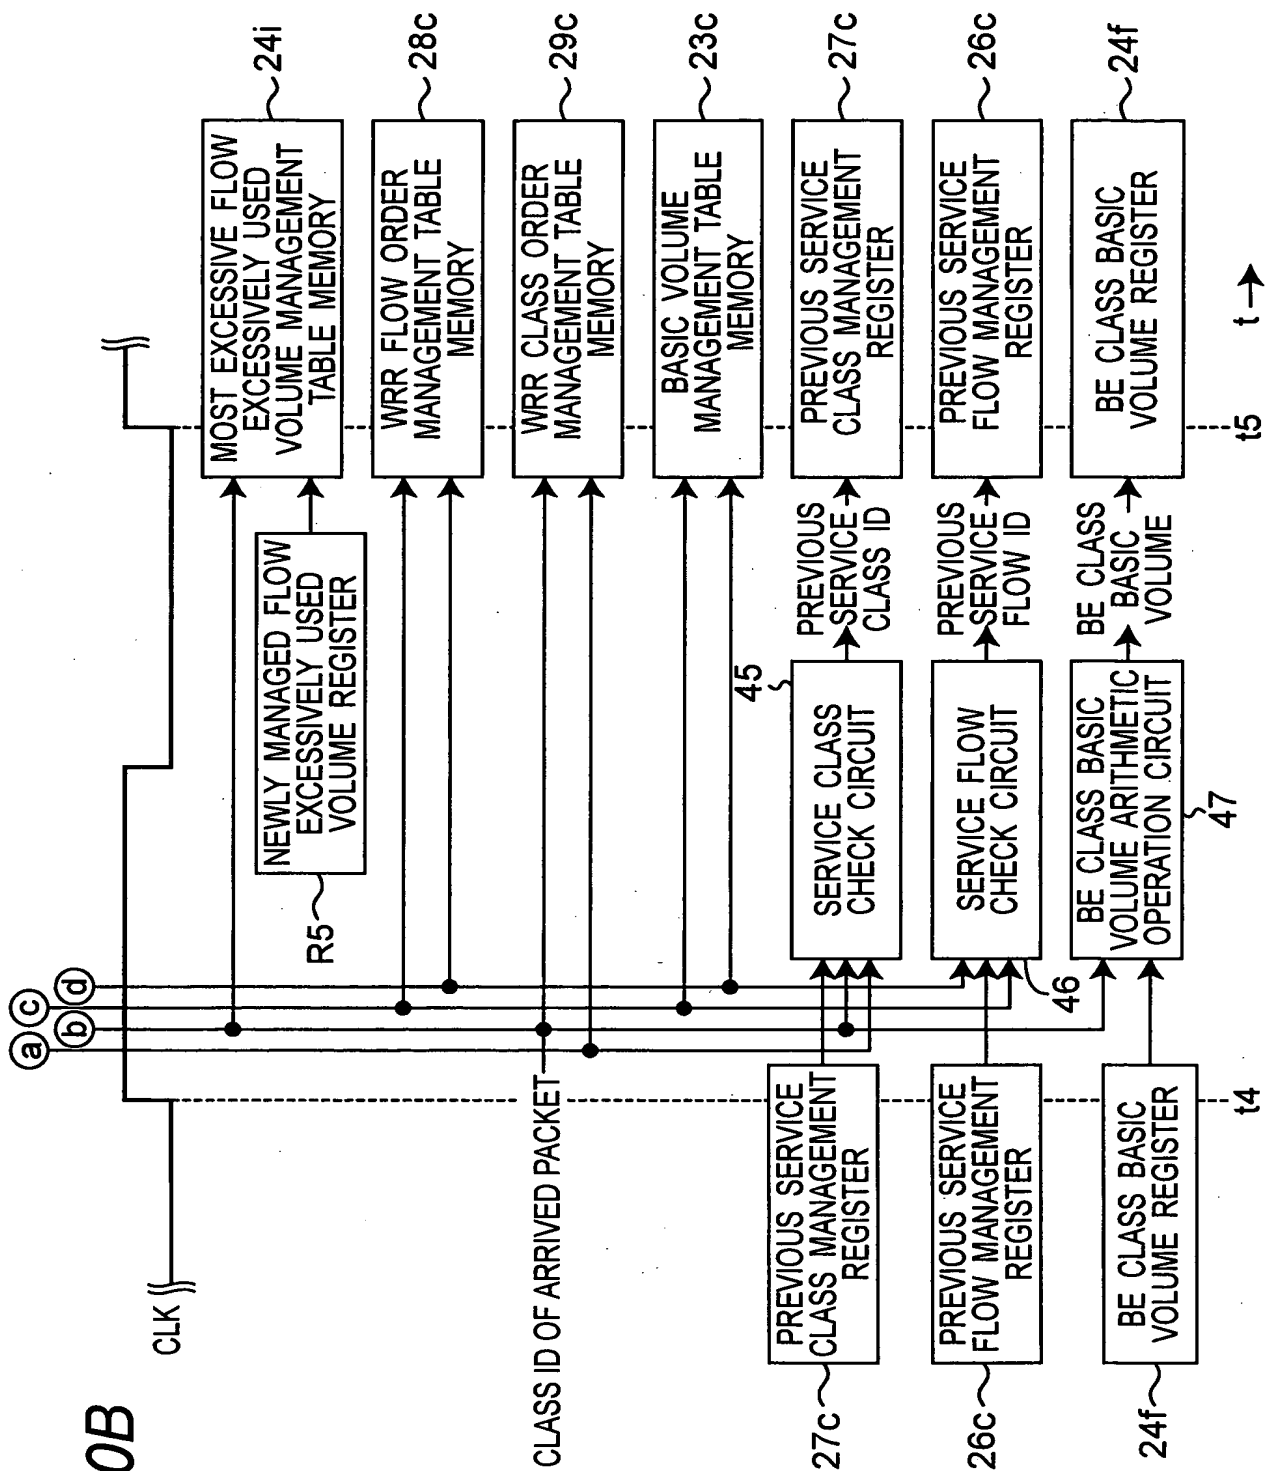 0B
CLK
a
b
c
d
CLASS ID OF ARRIVED PACKET
R5
NEWLY MANAGED FLOW
EXCESSIVELY USED
VOLUME REGISTER
MOST EXCESSIVE FLOW
EXCESSIVELY USED
VOLUME MANAGEMENT
TABLE MEMORY
24i
WRR FLOW ORDER
MANAGEMENT TABLE
MEMORY
28c
WRR CLASS ORDER
MANAGEMENT TABLE
MEMORY
29c
BASIC VOLUME
MANAGEMENT TABLE
MEMORY
23c
27c
PREVIOUS SERVICE
CLASS MANAGEMENT
REGISTER
45
SERVICE CLASS
CHECK CIRCUIT
PREVIOUS
SERVICE
CLASS ID
PREVIOUS SERVICE
CLASS MANAGEMENT
REGISTER
27c
26c
PREVIOUS SERVICE
FLOW MANAGEMENT
REGISTER
46
SERVICE FLOW
CHECK CIRCUIT
PREVIOUS
SERVICE
FLOW ID
PREVIOUS SERVICE
FLOW MANAGEMENT
REGISTER
26c
24f
BE CLASS BASIC
VOLUME REGISTER
47
BE CLASS BASIC
VOLUME ARITHMETIC
OPERATION CIRCUIT
BE CLASS
BASIC
VOLUME
BE CLASS BASIC
VOLUME REGISTER
24f
t4
t5
t